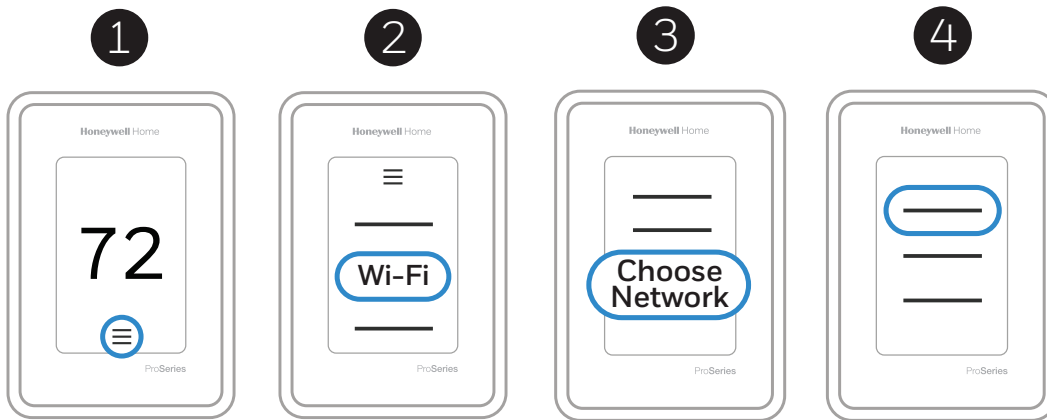 1
2
3
4
Honeywell Home
72
ProSeries
Honeywell Home
Wi-Fi
ProSeries
Honeywell Home
Choose
Network
ProSeries
Honeywell Home
ProSeries